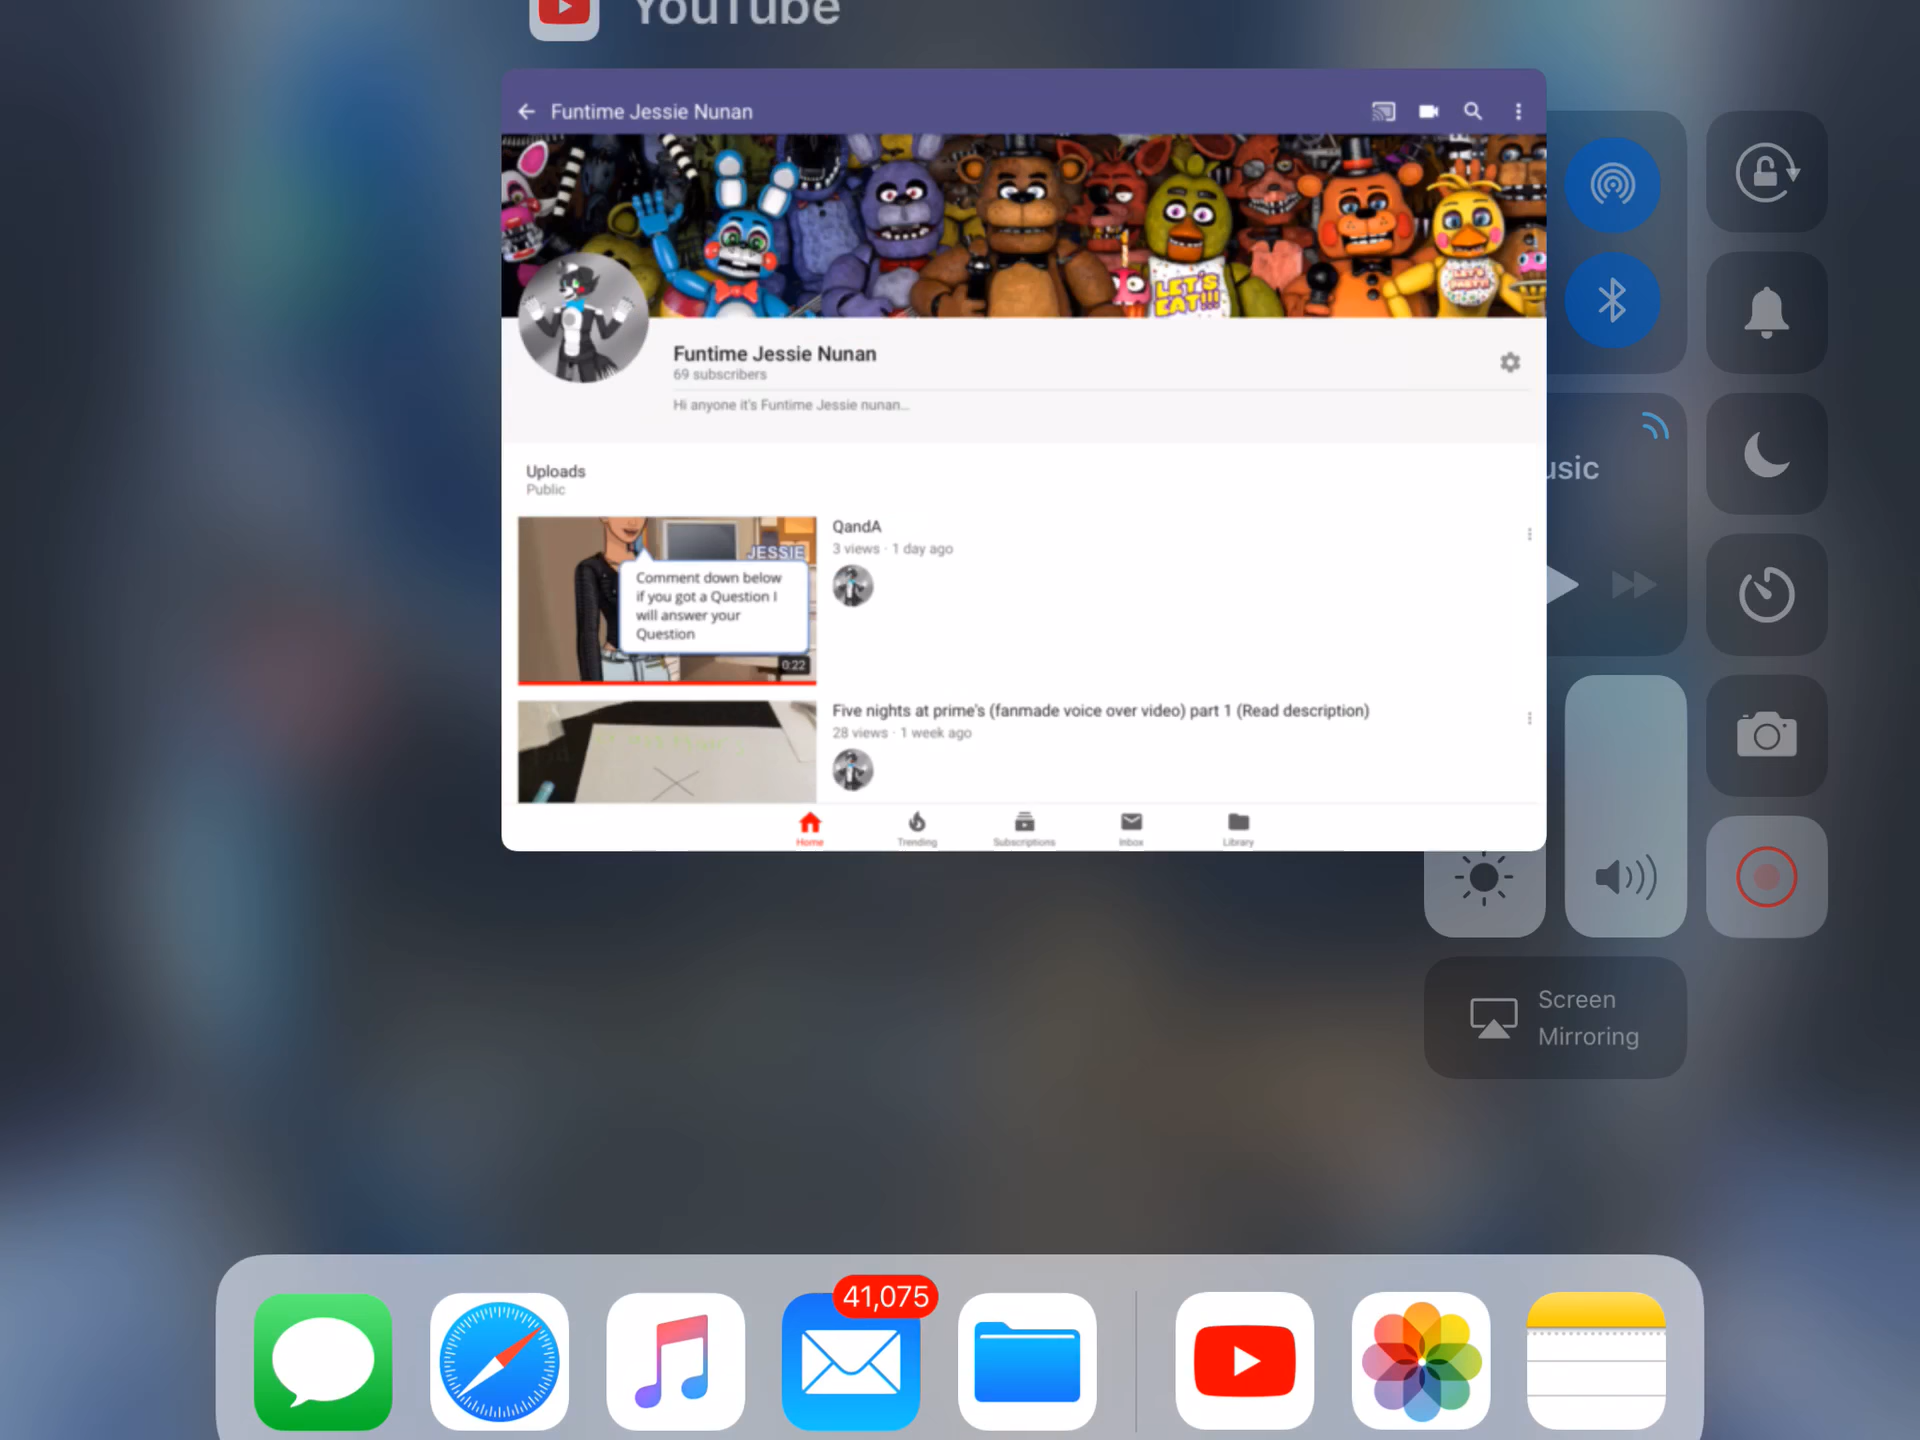 YouTube
Funtime Jessie Nunan
LET'S
EAT!!!
LET'S
PARTY!
Funtime Jessie Nunan
69 subscribers
Hi anyone it's Funtime Jessie nunan...
usic
Uploads
Public
QandA
3 views · 1 day ago
JESSIE
Comment down below
if you got a Question I
will answer your
Question
0:22
Five nights at prime's (fanmade voice over video) part 1 (Read description)
28 views · 1 week ago
Home
Trending
Subscriptions
Inbox
Library
Screen
Mirroring
41,075